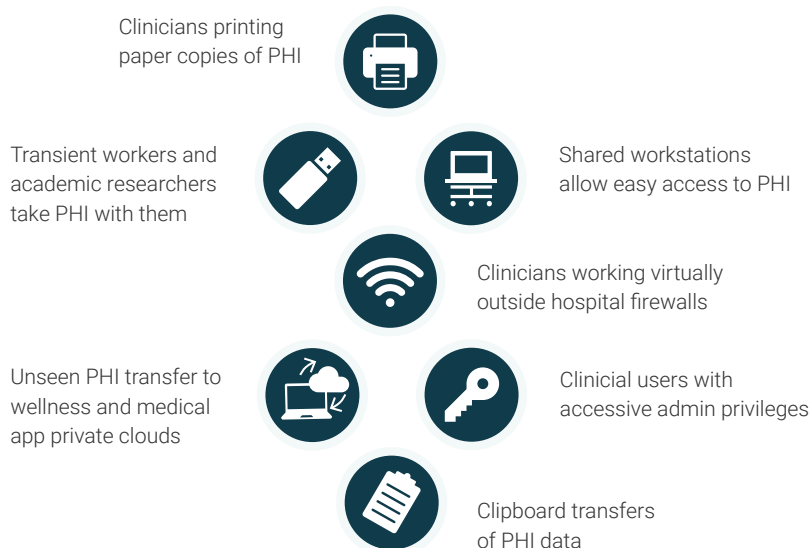 Clinicians printing
paper copies of PHI
Transient workers and
academic researchers
take PHI with them
Shared workstations
allow easy access to PHI
Clinicians working virtually
outside hospital firewalls
Unseen PHI transfer to
wellness and medical
app private clouds
Clinicial users with
accessive admin privileges
Clipboard transfers
of PHI data